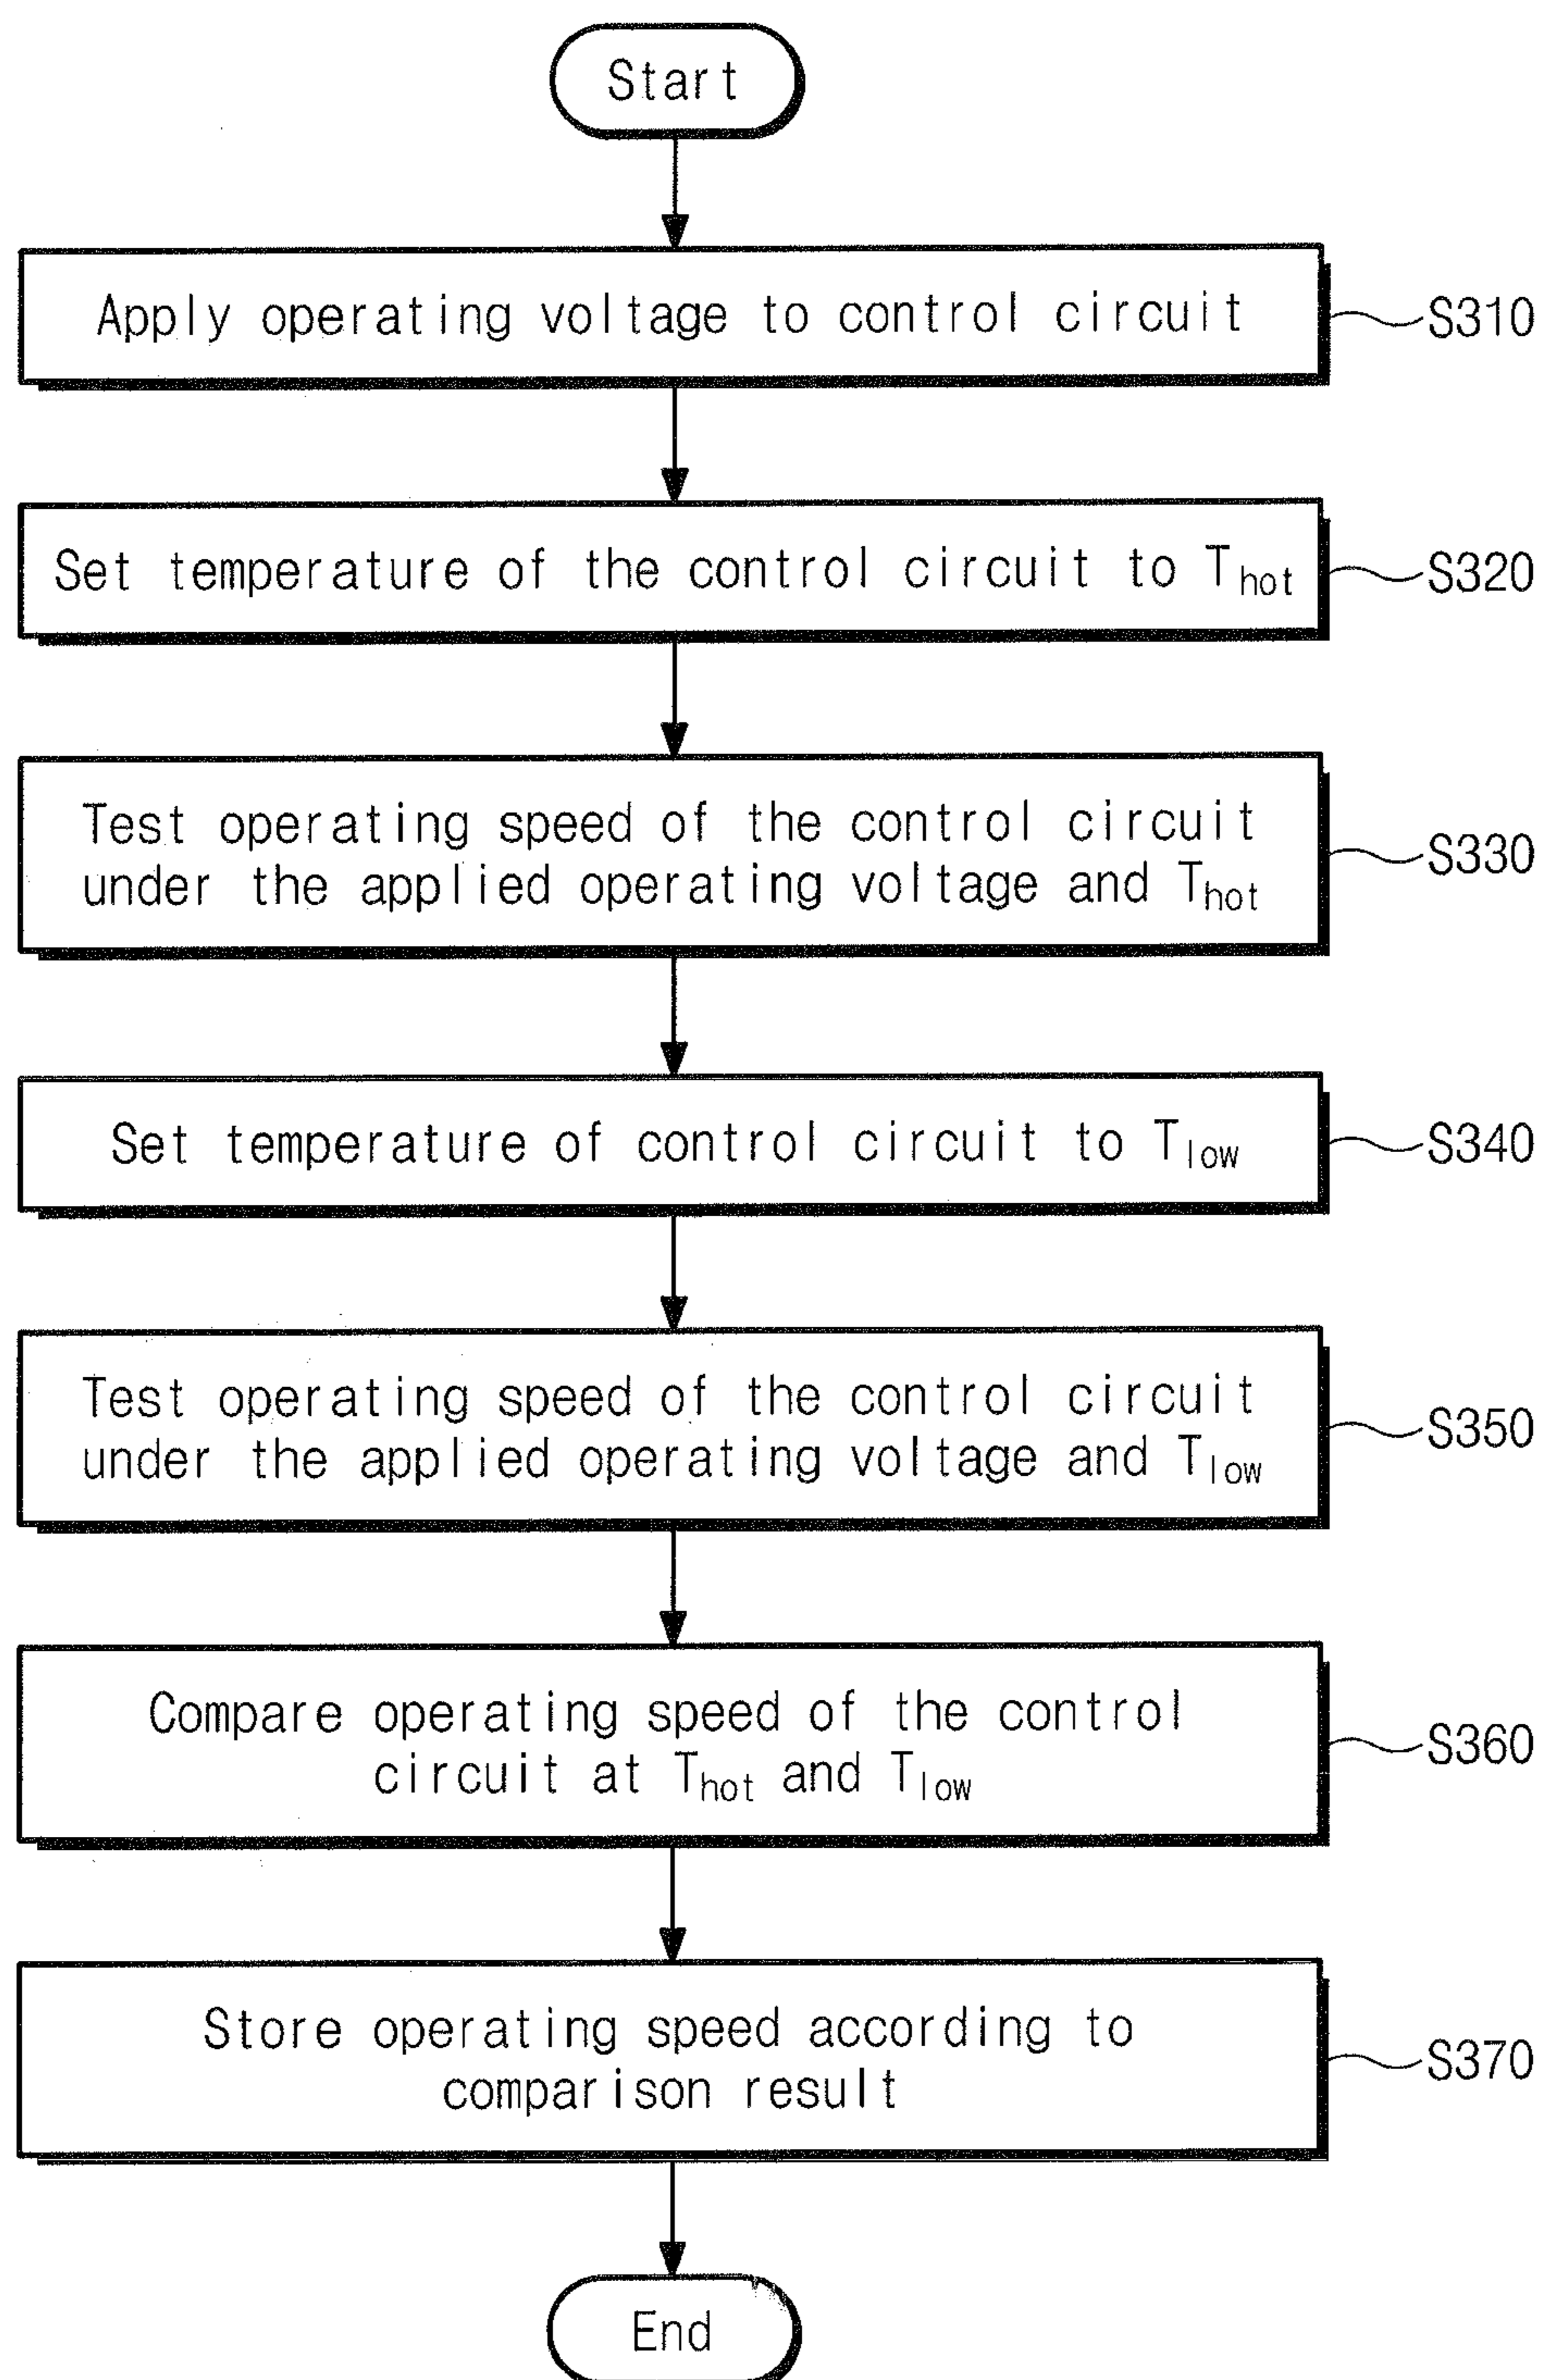 Start
Apply operating voltage to control circuit
S310
Set temperature of the control circuit to Thot
S320
Test operating speed of the control circuit
under the applied operating voltage and Thot
S330
Set temperature of control circuit to Tlow
S340
Test operating speed of the control circuit
under the applied operating voltage and Tlow
S350
Compare operating speed of the control
circuit at Thot and Tlow
S360
Store operating speed according to
comparison result
S370
End